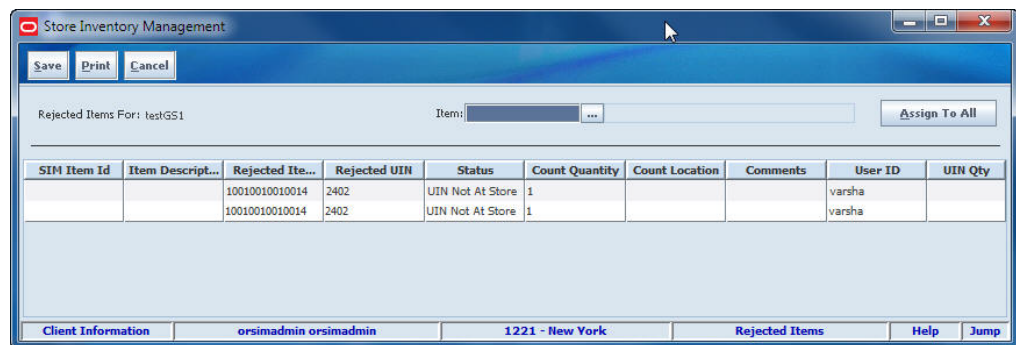 Store Inventory Management
Save Print Cancel
Rejected Items For: testGS1 Item: ... Assign To All
SIM Item Id Item Descript... Rejected Ite... Rejected UIN Status Count Quantity Count Location Comments User ID UIN Qty
10010010010014 2402 UIN Not At Store 1 varsha
10010010010014 2402 UIN Not At Store 1 varsha
Client Information orsimadmin orsimadmin 1221 - New York Rejected Items Help Jump